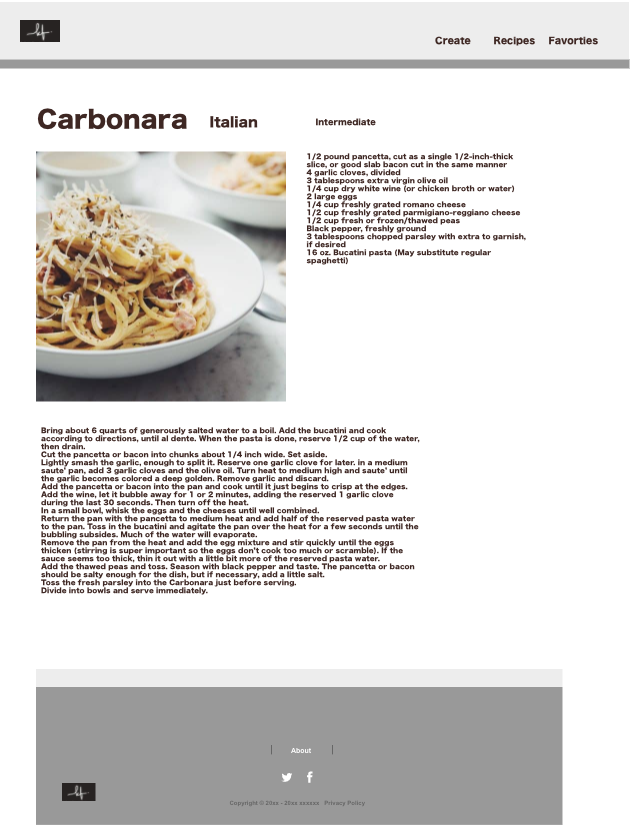 Create Recipes Favorties
Carbonara Italian Intermediate
1/2 pound pancetta, cut as a single 1/2-inch-thick
slice, or good slab bacon cut in the same manner
4 garlic cloves, divided
3 tablespoons extra virgin olive oil
1/4 cup dry white wine (or chicken broth or water)
2 large eggs
1/4 cup freshly grated romano cheese
1/2 cup freshly grated parmigiano-reggiano cheese
1/2 cup fresh or frozen/thawed peas
Black pepper, freshly ground
3 tablespoons chopped parsley with extra to garnish,
if desired
16 oz. Bucatini pasta (May substitute regular
spaghetti)
Bring about 6 quarts of generously salted water to a boil. Add the bucatini and cook
according to directions, until al dente. When the pasta is done, reserve 1/2 cup of the water,
then drain.
Cut the pancetta or bacon into chunks about 1/4 inch wide. Set aside.
Lightly smash the garlic, enough to split it. Reserve one garlic clove for later. in a medium
saute' pan, add 3 garlic cloves and the olive oil. Turn heat to medium high and saute' until
the garlic becomes colored a deep golden. Remove garlic and discard.
Add the pancetta or bacon into the pan and cook until it just begins to crisp at the edges.
Add the wine, let it bubble away for 1 or 2 minutes, adding the reserved 1 garlic clove
during the last 30 seconds. Then turn off the heat.
In a small bowl, whisk the eggs and the cheeses until well combined.
Return the pan with the pancetta to medium heat and add half of the reserved pasta water
to the pan. Toss in the bucatini and agitate the pan over the heat for a few seconds until the
bubbling subsides. Much of the water will evaporate.
Remove the pan from the heat and add the egg mixture and stir quickly until the eggs
thicken (stirring is super important so the eggs don't cook too much or scramble). If the
sauce seems too thick, thin it out with a little bit more of the reserved pasta water.
Add the thawed peas and toss. Season with black pepper and taste. The pancetta or bacon
should be salty enough for the dish, but if necessary, add a little salt.
Toss the fresh parsley into the Carbonara just before serving.
Divide into bowls and serve immediately.
About
Copyright © 20xx - 20xx xxxxxx Privacy Policy